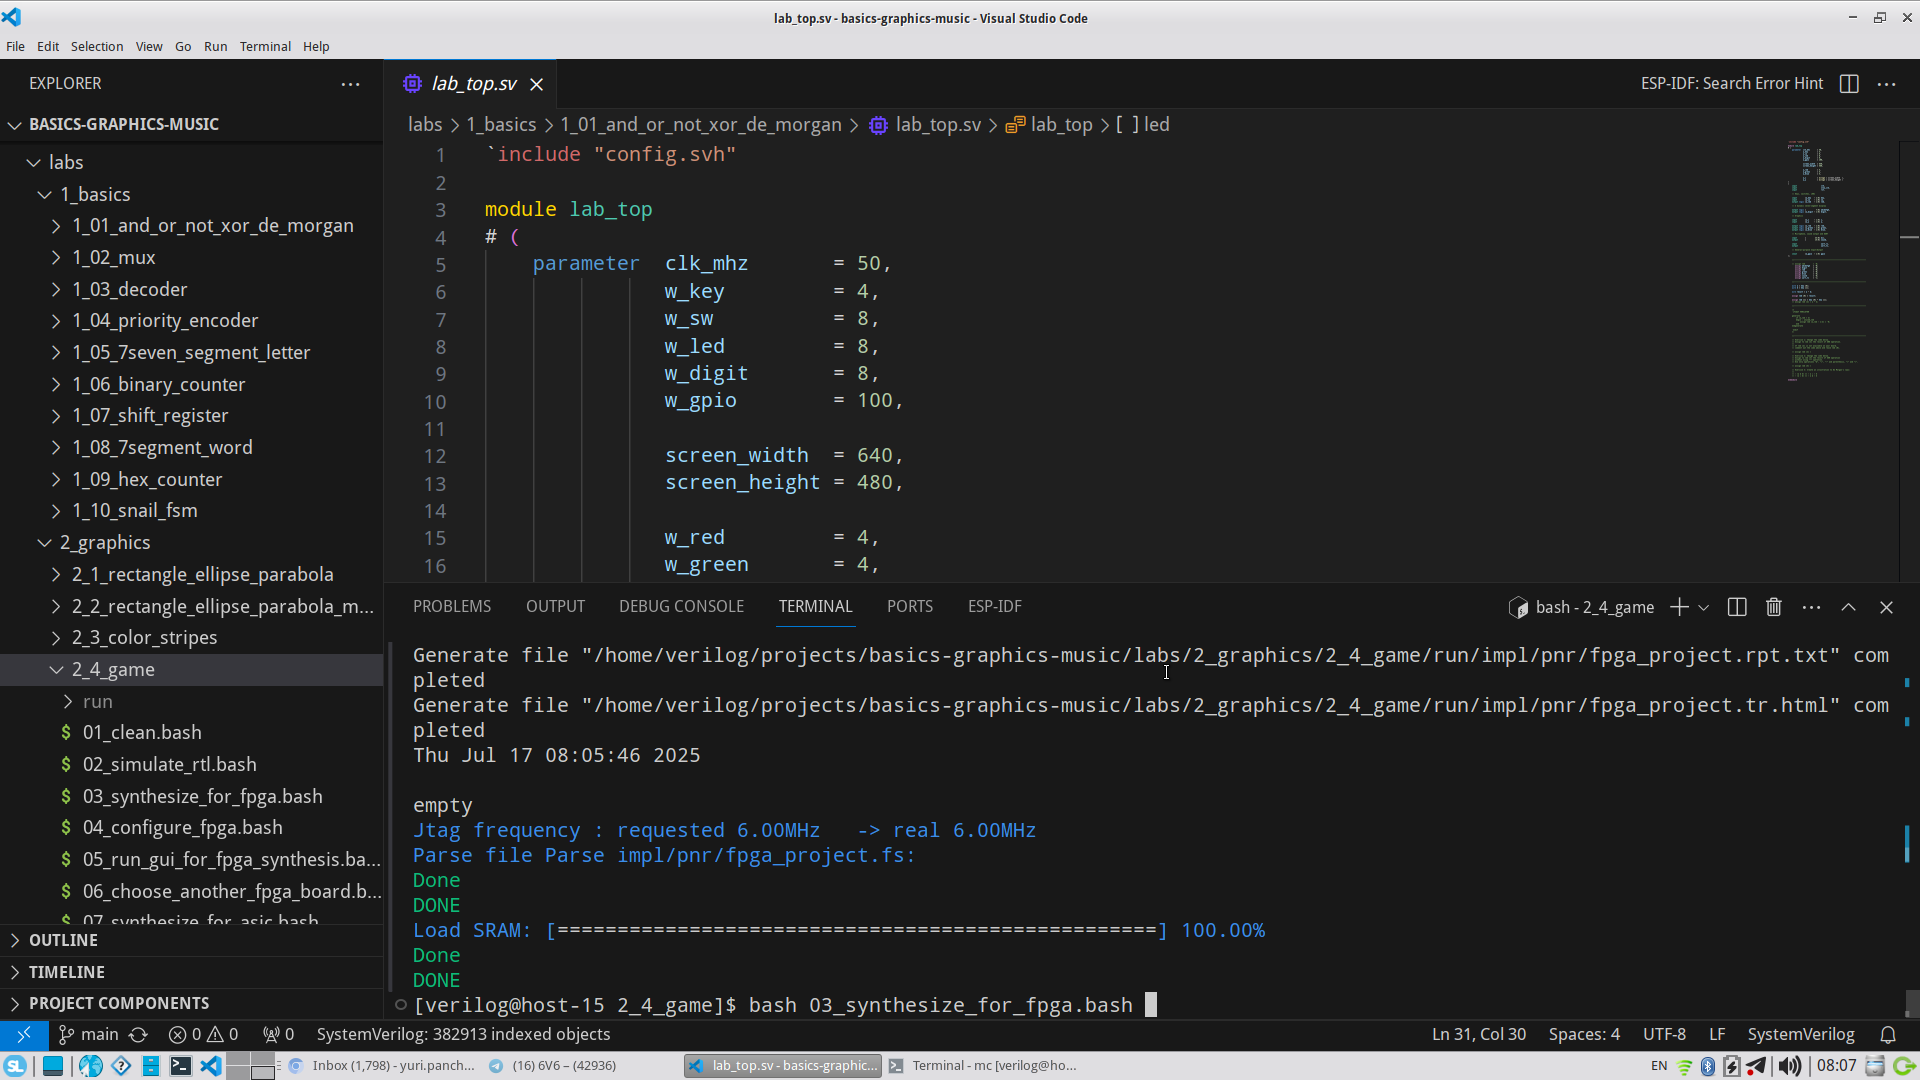 lab_top.sv - basics-graphics-music - Visual Studio Code
File Edit Selection View Go Run Terminal Help
EXPLORER
BASICS-GRAPHICS-MUSIC
labs
1_basics
1_01_and_or_not_xor_de_morgan
1_02_mux
1_03_decoder
1_04_priority_encoder
1_05_7seven_segment_letter
1_06_binary_counter
1_07_shift_register
1_08_7segment_word
1_09_hex_counter
1_10_snail_fsm
2_graphics
2_1_rectangle_ellipse_parabola
2_2_rectangle_ellipse_parabola_m...
2_3_color_stripes
2_4_game
run
$ 01_clean.bash
$ 02_simulate_rtl.bash
$ 03_synthesize_for_fpga.bash
$ 04_configure_fpga.bash
$ 05_run_gui_for_fpga_synthesis.ba...
$ 06_choose_another_fpga_board.b...
$ 07_synthesize_for_asic.bash
OUTLINE
TIMELINE
PROJECT COMPONENTS
lab_top.sv
ESP-IDF: Search Error Hint
labs > 1_basics > 1_01_and_or_not_xor_de_morgan > lab_top.sv > lab_top > [ ] led
1 `include "config.svh"
2
3 module lab_top
4 # (
5 parameter clk_mhz = 50,
6 w_key = 4,
7 w_sw = 8,
8 w_led = 8,
9 w_digit = 8,
10 w_gpio = 100,
11
12 screen_width = 640,
13 screen_height = 480,
14
15 w_red = 4,
16 w_green = 4,
PROBLEMS OUTPUT DEBUG CONSOLE TERMINAL PORTS ESP-IDF
bash - 2_4_game
Generate file "/home/verilog/projects/basics-graphics-music/labs/2_graphics/2_4_game/run/impl/pnr/fpga_project.rpt.txt" com
pleted
Generate file "/home/verilog/projects/basics-graphics-music/labs/2_graphics/2_4_game/run/impl/pnr/fpga_project.tr.html" com
pleted
Thu Jul 17 08:05:46 2025
empty
Jtag frequency : requested 6.00MHz -> real 6.00MHz
Parse file Parse impl/pnr/fpga_project.fs:
Done
DONE
Load SRAM: [==================================================] 100.00%
Done
DONE
[verilog@host-15 2_4_game]$ bash 03_synthesize_for_fpga.bash
main 0 0 0 SystemVerilog: 382913 indexed objects
Ln 31, Col 30 Spaces: 4 UTF-8 LF SystemVerilog
SL Inbox (1,798) - yuri.panch... (16) 6V6 – (42936) lab_top.sv - basics-graphic... Terminal - mc [verilog@ho... EN 08:07